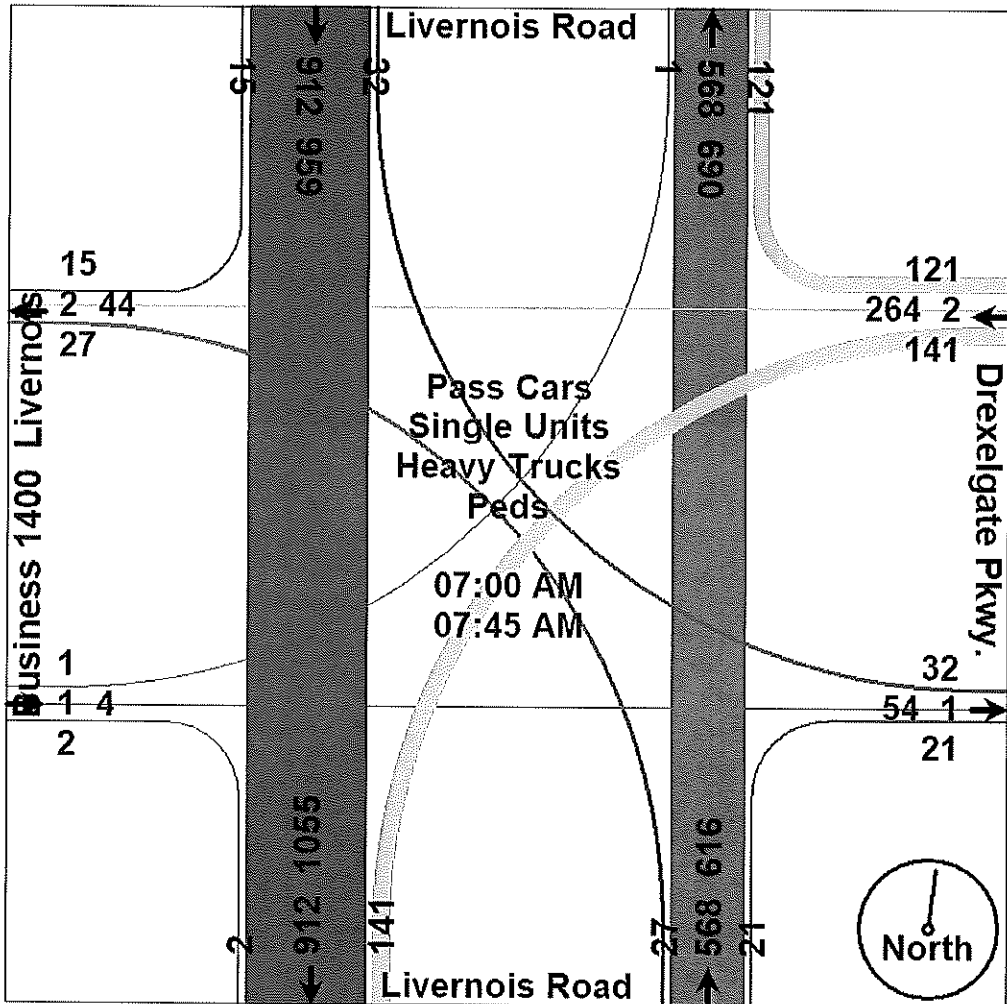 Livernois Road
15
912 959
32
1
568 690
121
15
2 44
27
121
264 2
141
Business 1400 Livernois
Drexelgate Pkwy.
Pass Cars
Single Units
Heavy Trucks
Peds
07:00 AM
07:45 AM
1
1 4
2
32
54 1
21
2
912 1055
141
27
568 616
21
North
Livernois Road